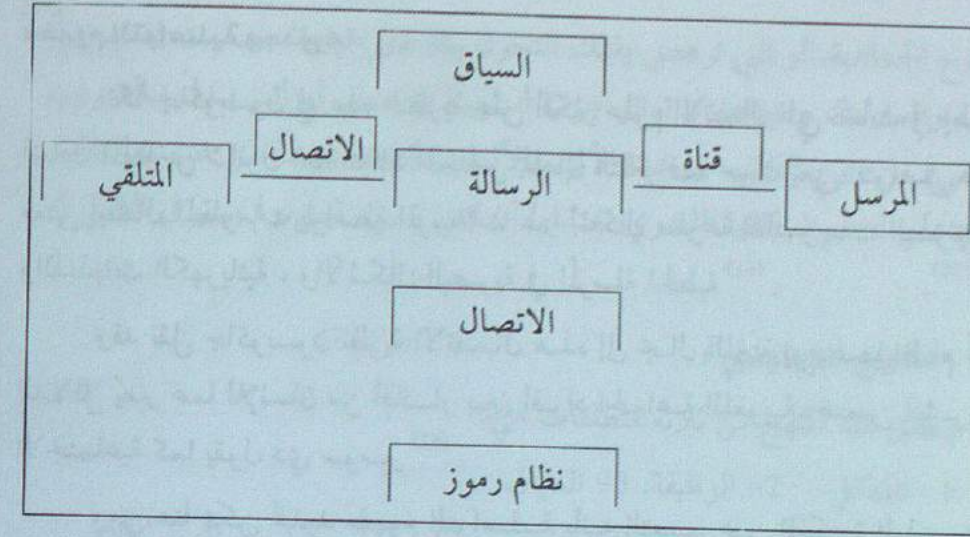 السياق
المرسل
قناة
الرسالة
الاتصال
المتلقي
الاتصال
نظام رموز